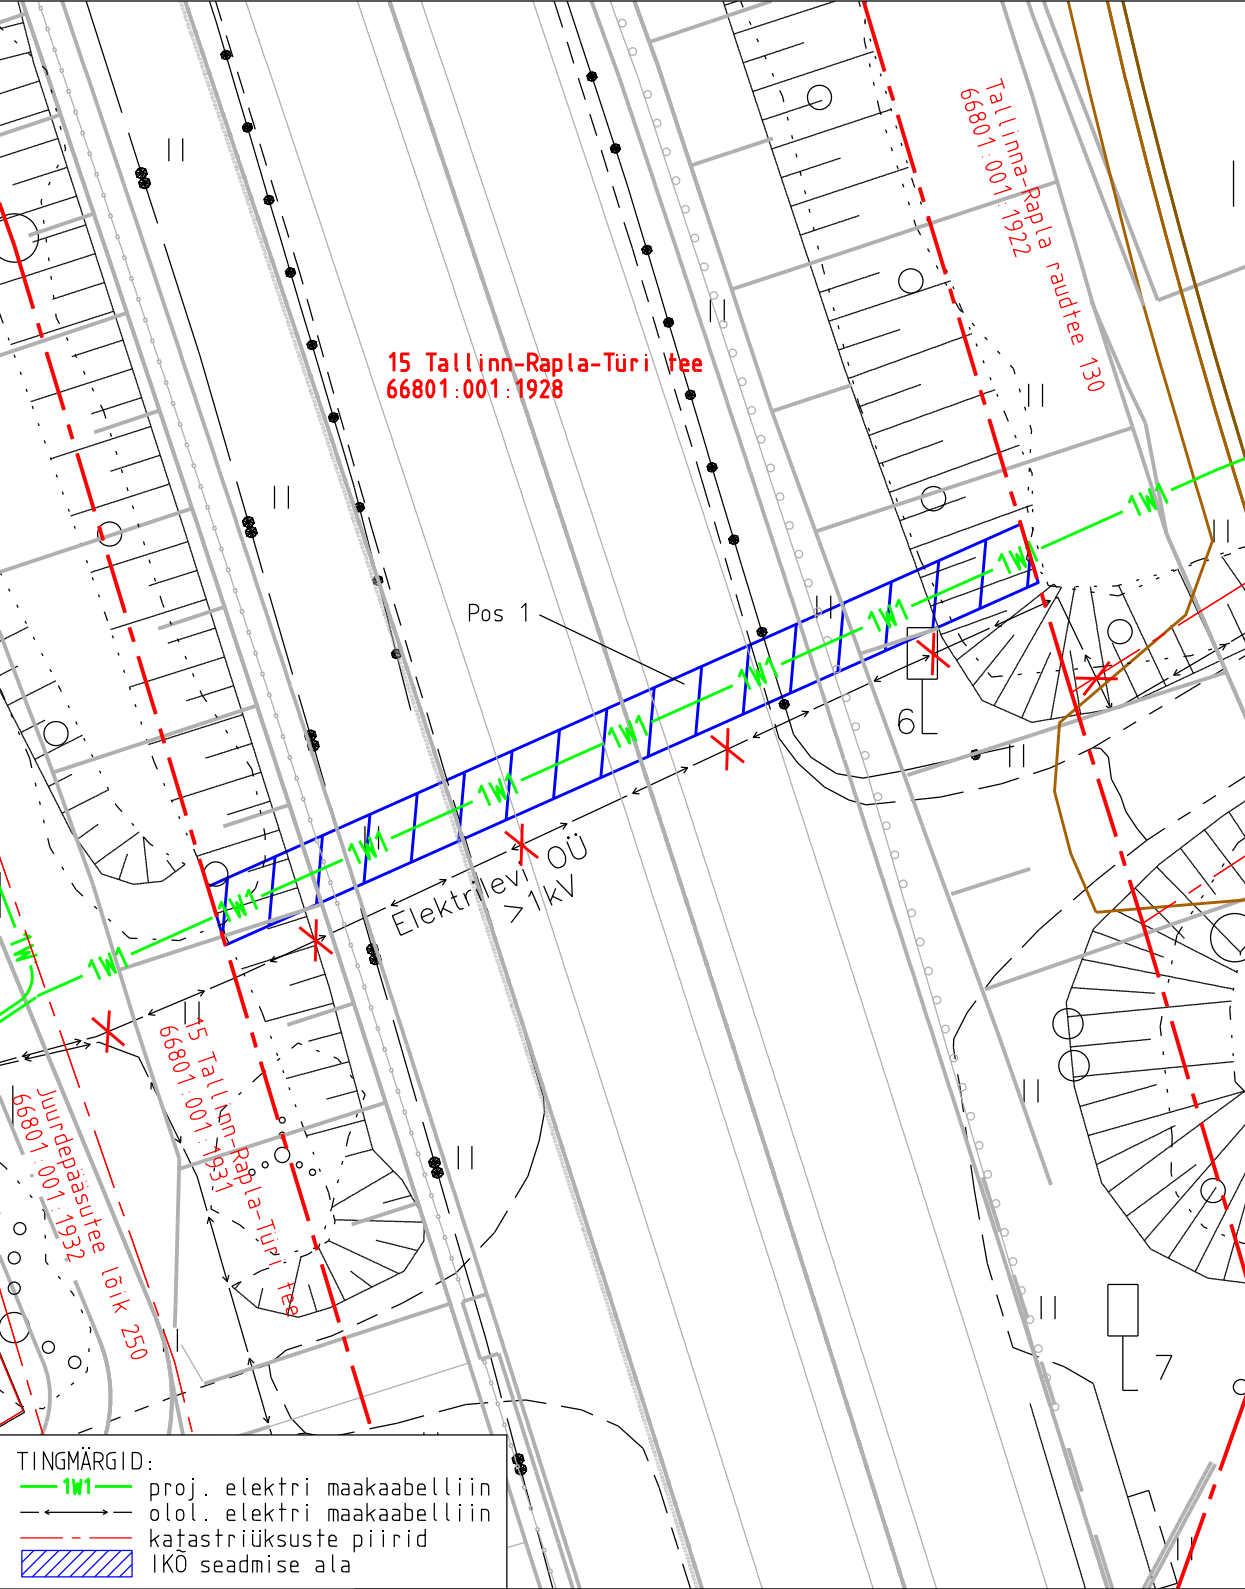 Tallinna-Rapla raudtee 130
66801:001:1922
15 Tallinn-Rapla-Türi tee
66801:001:1928
1W1
1W1
Pos 1
1W1
1W1
6
1W1
1W1
1W1
Elektrilevi OÜ
>1kV
1W1
1W
1W1
15 Tallinn-Rapla-Türi tee
66801:001:1931
Juurdepääsutee lõik 250
66801:001:1932
7
TINGMÄRGID:
1W1 proj. elektri maakaabelliin
olol. elektri maakaabelliin
katastriüksuste piirid
IKÕ seadmise ala